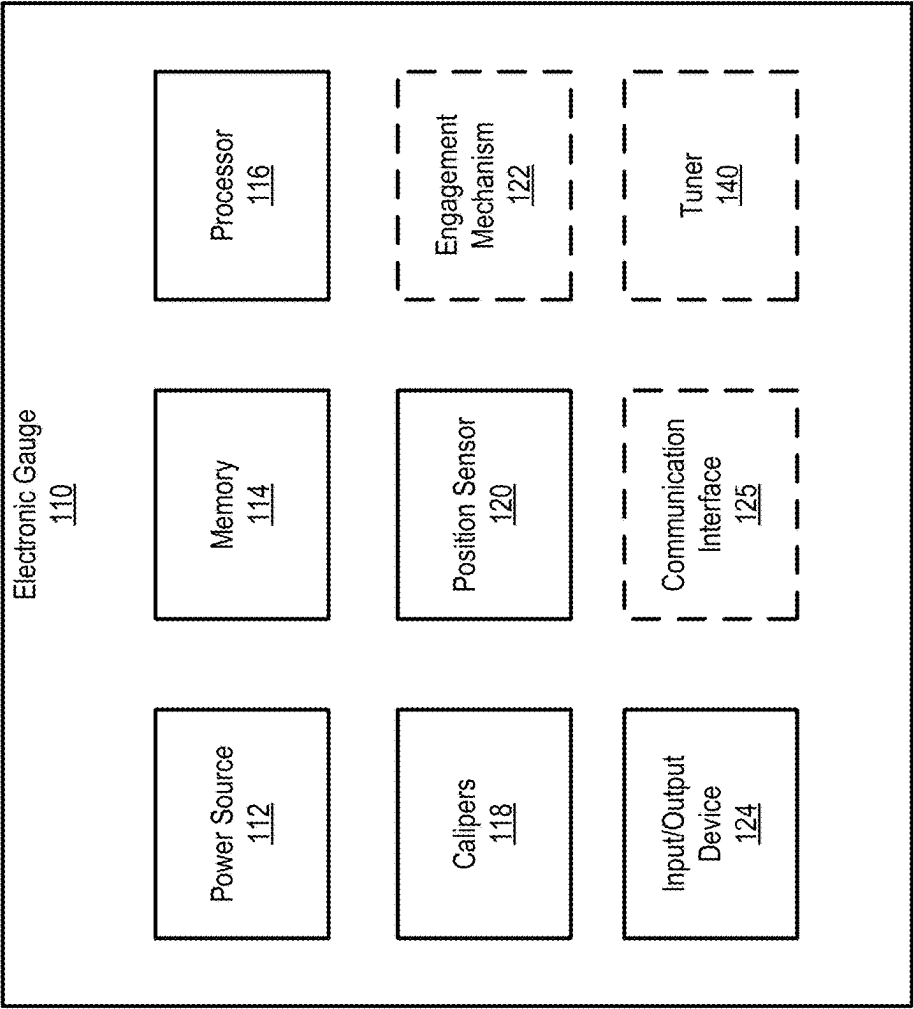 Electronic Gauge
110
Power Source
112
Memory
114
Processor
116
Calipers
118
Position Sensor
120
Engagement
Mechanism
122
Input/Output
Device
124
Communication
Interface
125
Tuner
140